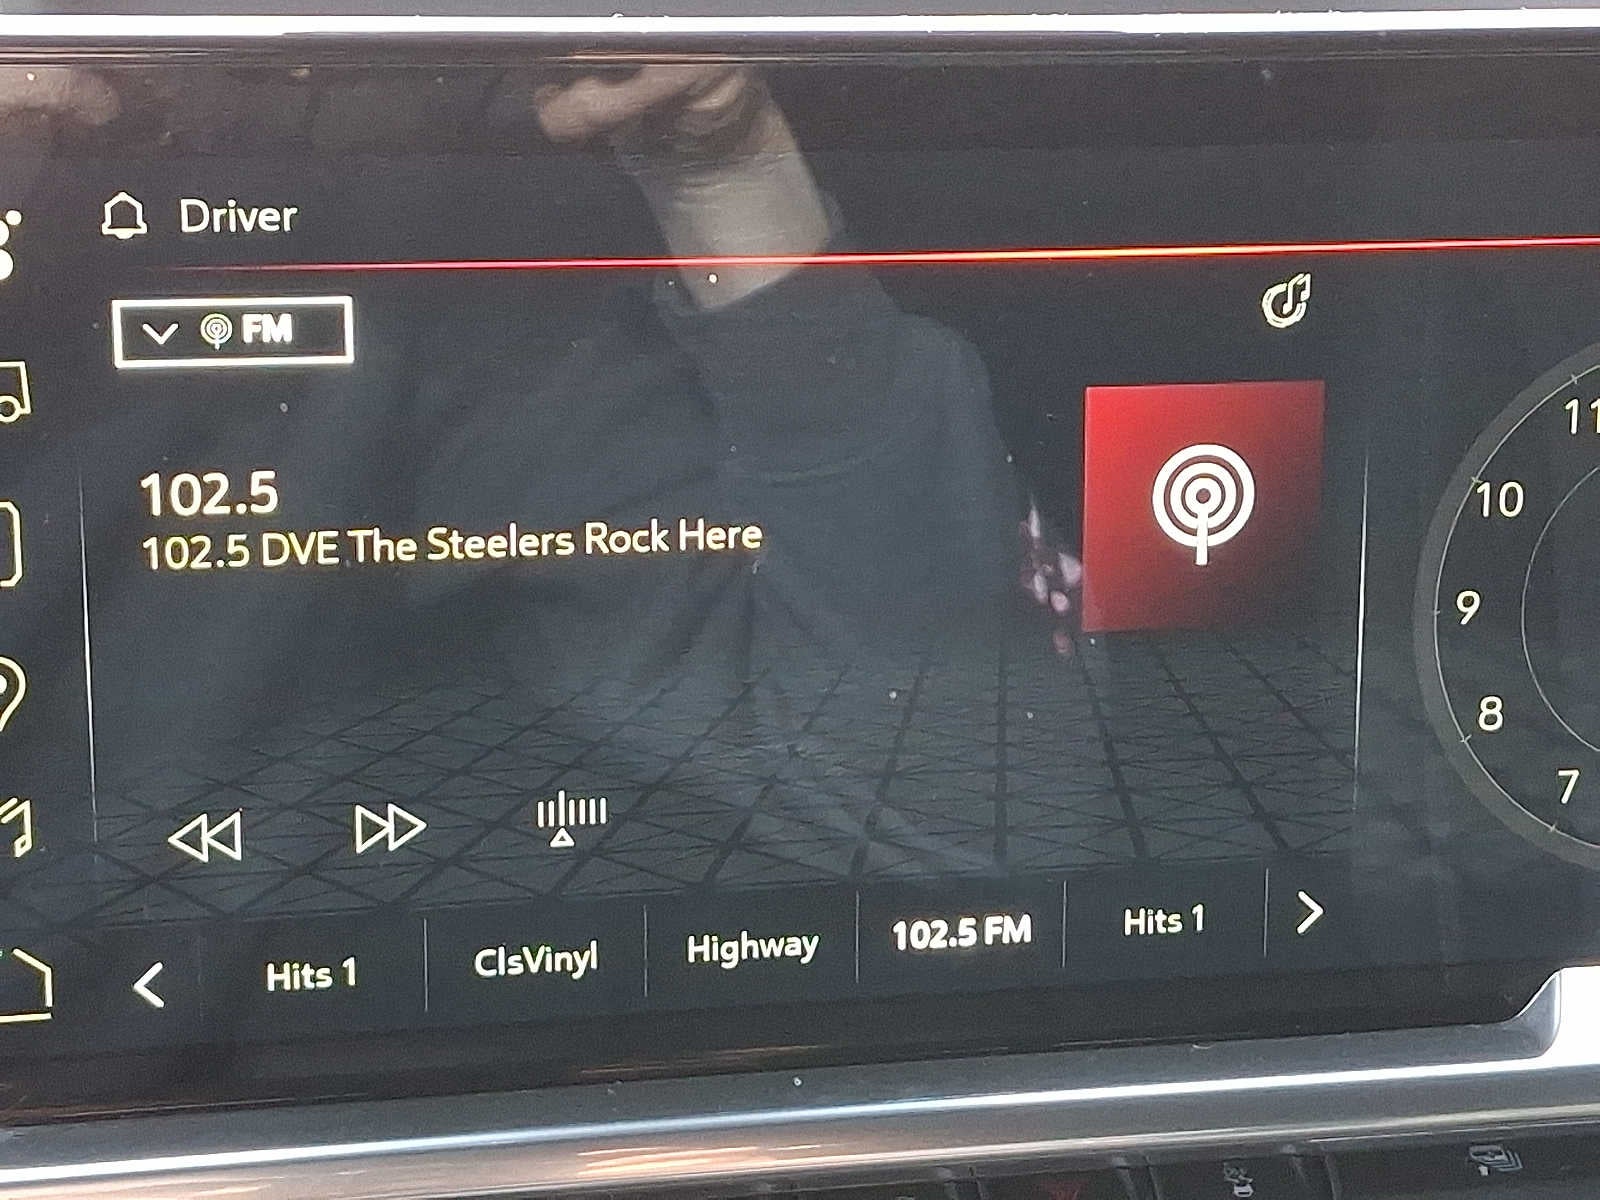 Driver
FM
102.5
102.5 DVE The Steelers Rock Here
Hits 1
ClsVinyl
Highway
102.5 FM
Hits 1
11
10
9
8
7